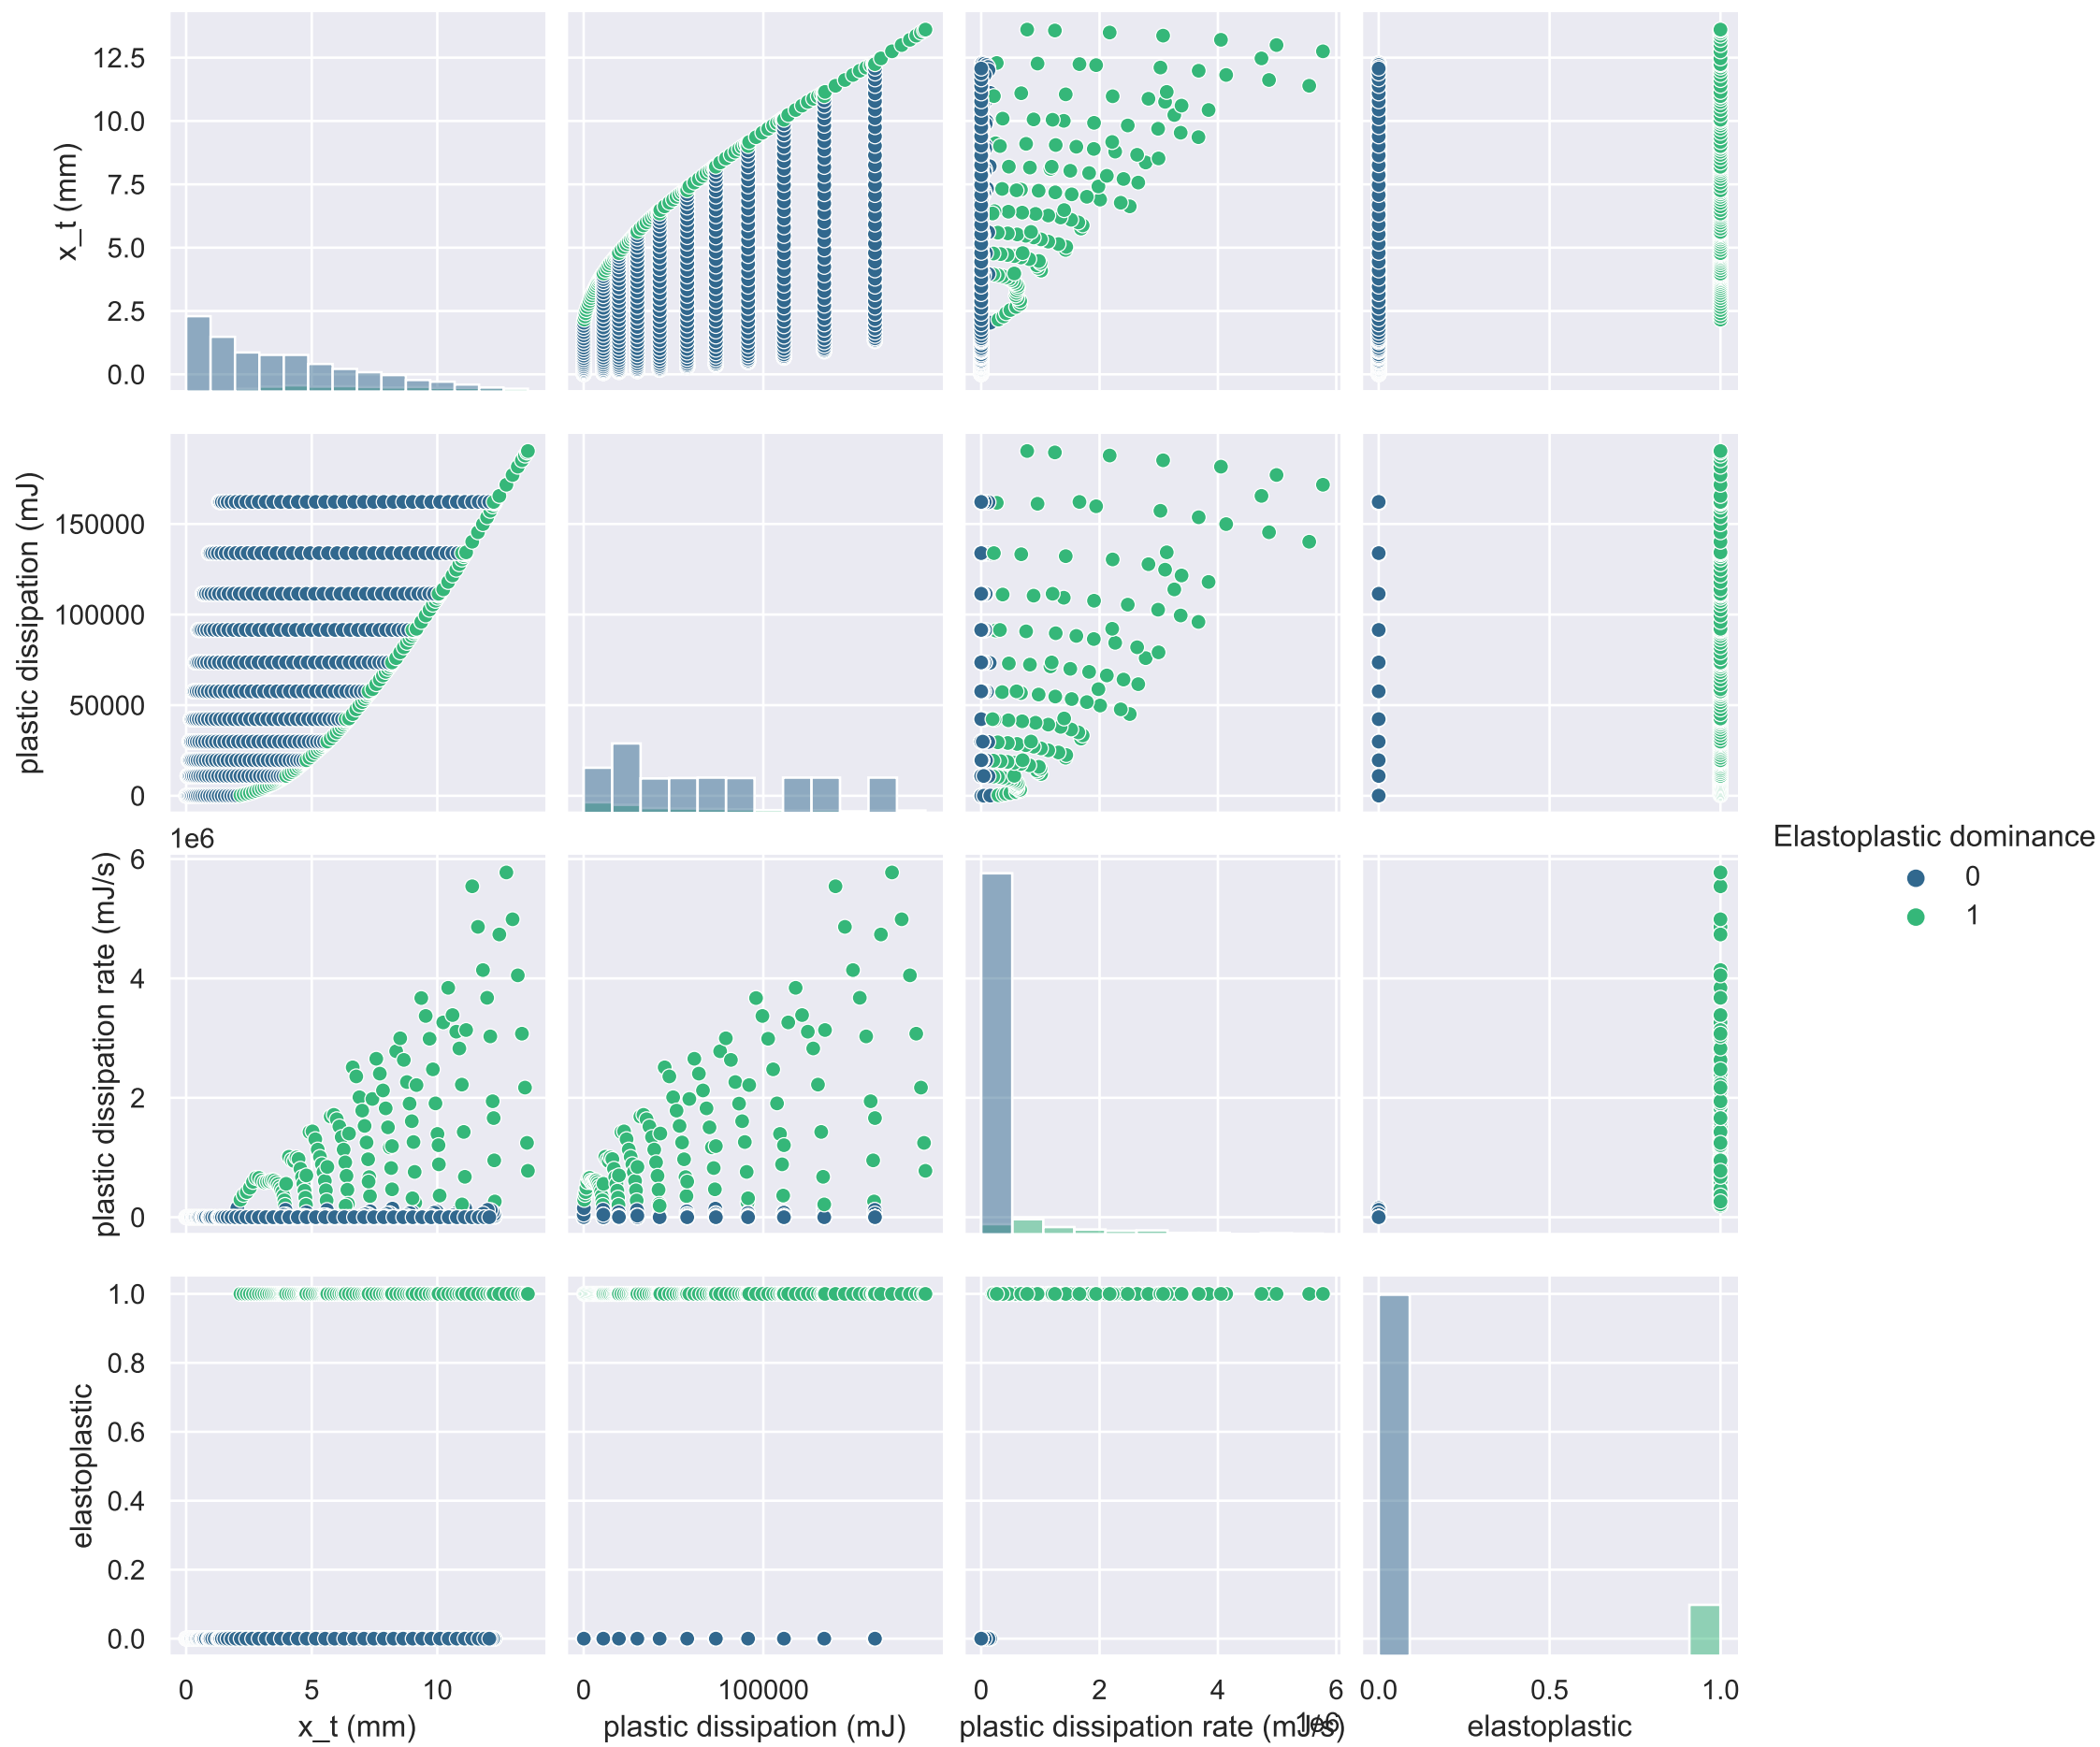 12.5
10.0
7.5
5.0
2.5
0.0
x_t (mm)
150000
100000
50000
0
plastic dissipation (mJ)
1e6
6
4
2
0
plastic dissipation rate (mJ/s)
Elastoplastic dominance
0
1
1.0
0.8
0.6
0.4
0.2
0.0
elastoplastic
0 5 10
0 100000
0 2 4 6
0.0 0.5 1.0
x_t (mm)
plastic dissipation (mJ)
plastic dissipation rate (mJ/s)
1e6
elastoplastic